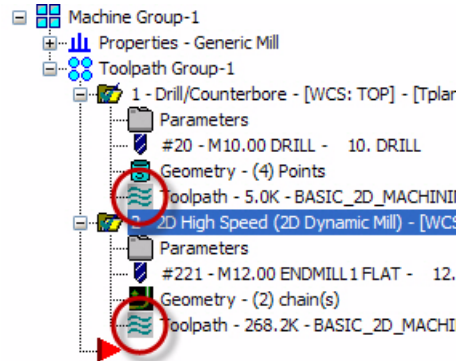 Machine Group-1
Properties - Generic Mill
Toolpath Group-1
1 - Drill/Counterbore - [WCS: TOP] - [Tplan
Parameters
#20 - M10.00 DRILL - 10. DRILL
Geometry - (4) Points
Toolpath - 5.0K - BASIC_2D_MACHININ
2 - 2D High Speed (2D Dynamic Mill) - [WCS
Parameters
#221 - M12.00 ENDMILL1 FLAT - 12.
Geometry - (2) chain(s)
Toolpath - 268.2K - BASIC_2D_MACHI